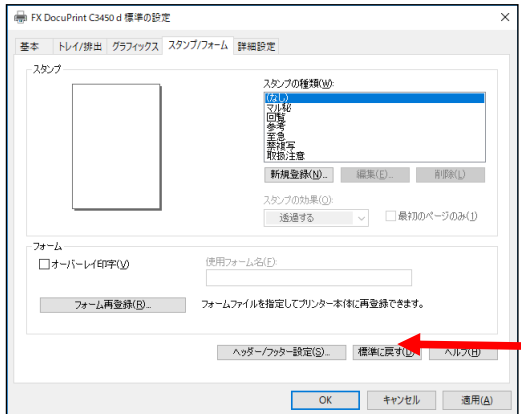 FX DocuPrint C3450 d 標準の設定
基本 トレイ/排出 グラフィックス スタンプ/フォーム 詳細設定
スタンプ
スタンプの種類(W):
(なし)
マル秘
回覧
参考
至急
禁複写
取扱注意
新規登録(N)... 編集(E)... 削除(L)
スタンプの効果(O):
透過する
最初のページのみ(1)
フォーム
オーバーレイ印字(V)
使用フォーム名(F):
フォーム再登録(R)... フォームファイルを指定してプリンター本体に再登録できます。
ヘッダー/フッター設定(S)... 標準に戻す(D) ヘルプ(H)
OK キャンセル 適用(A)